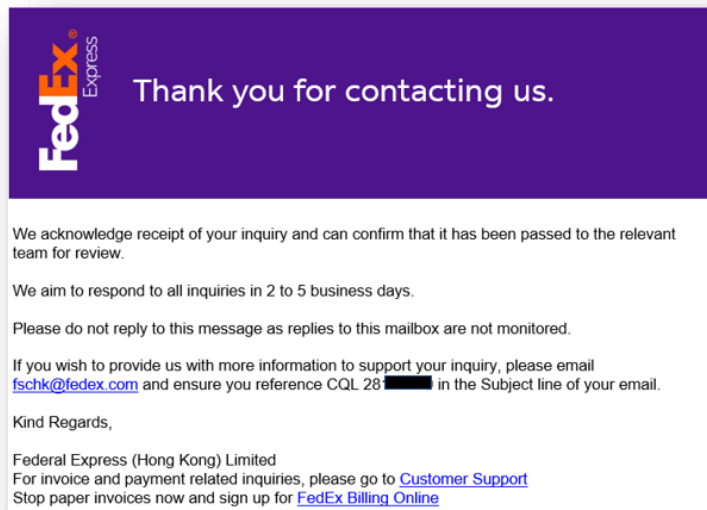 FedEx®
Express
Thank you for contacting us.
We acknowledge receipt of your inquiry and can confirm that it has been passed to the relevant
team for review.
We aim to respond to all inquiries in 2 to 5 business days.
Please do not reply to this message as replies to this mailbox are not monitored.
If you wish to provide us with more information to support your inquiry, please email
fschk@fedex.com and ensure you reference CQL 281 in the Subject line of your email.
Kind Regards,
Federal Express (Hong Kong) Limited
For invoice and payment related inquiries, please go to Customer Support
Stop paper invoices now and sign up for FedEx Billing Online